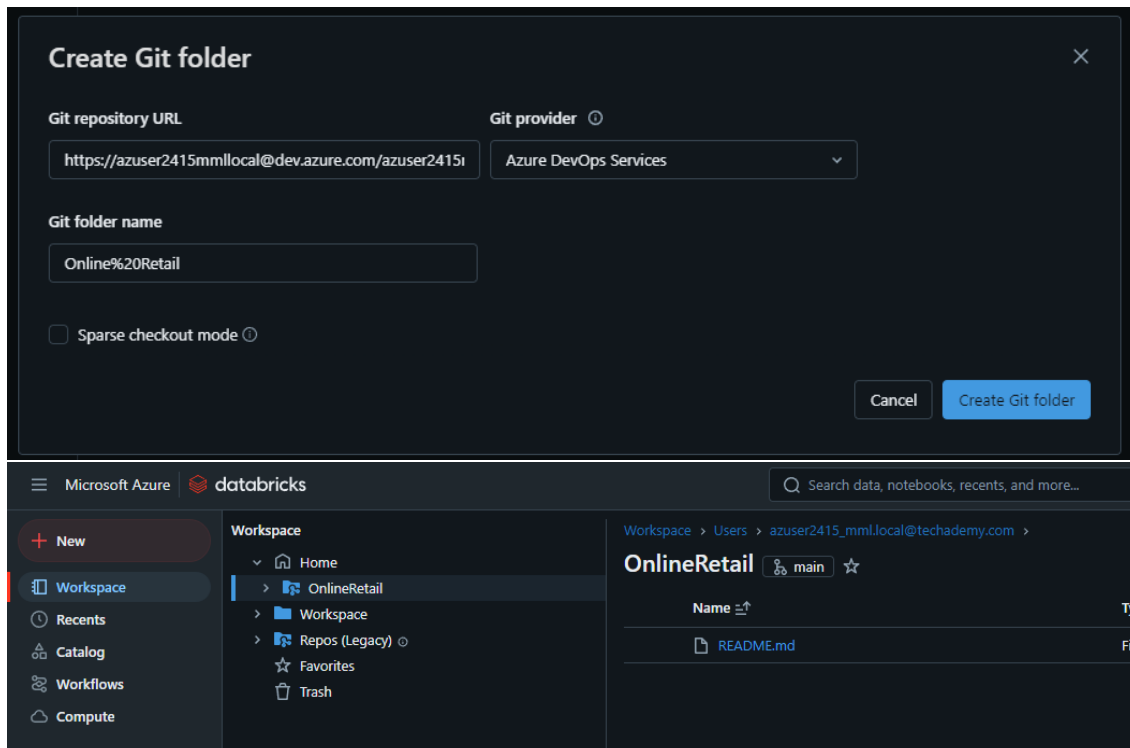 Create Git folder
Git repository URL
Git provider
https://azuser2415mmllocal@dev.azure.com/azuser2415
Azure DevOps Services
Git folder name
Online%20Retail
Sparse checkout mode
Cancel
Create Git folder
Microsoft Azure
databricks
Search data, notebooks, recents, and more...
New
Workspace
Recents
Catalog
Workflows
Compute
Workspace
Home
OnlineRetail
Workspace
Repos (Legacy)
Favorites
Trash
Workspace > Users > azuser2415_mml.local@techademy.com >
OnlineRetail
main
Name
README.md